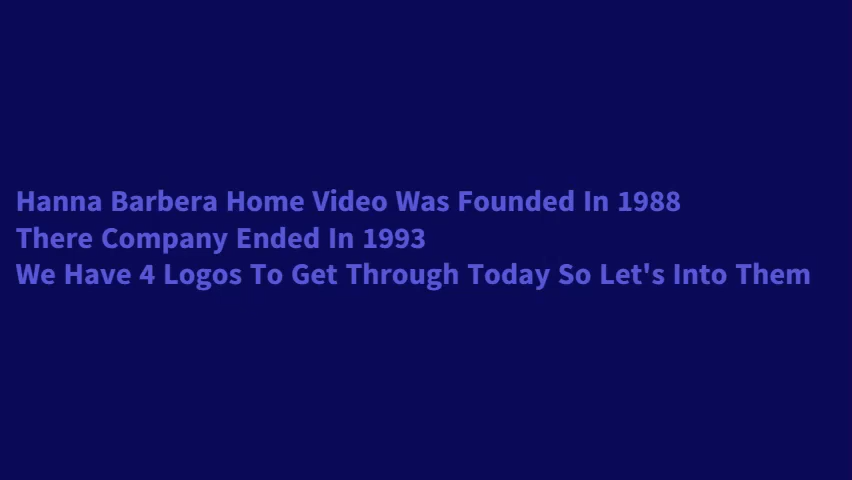 Hanna Barbera Home Video Was Founded In 1988
There Company Ended In 1993
We Have 4 Logos To Get Through Today So Let's Into Them